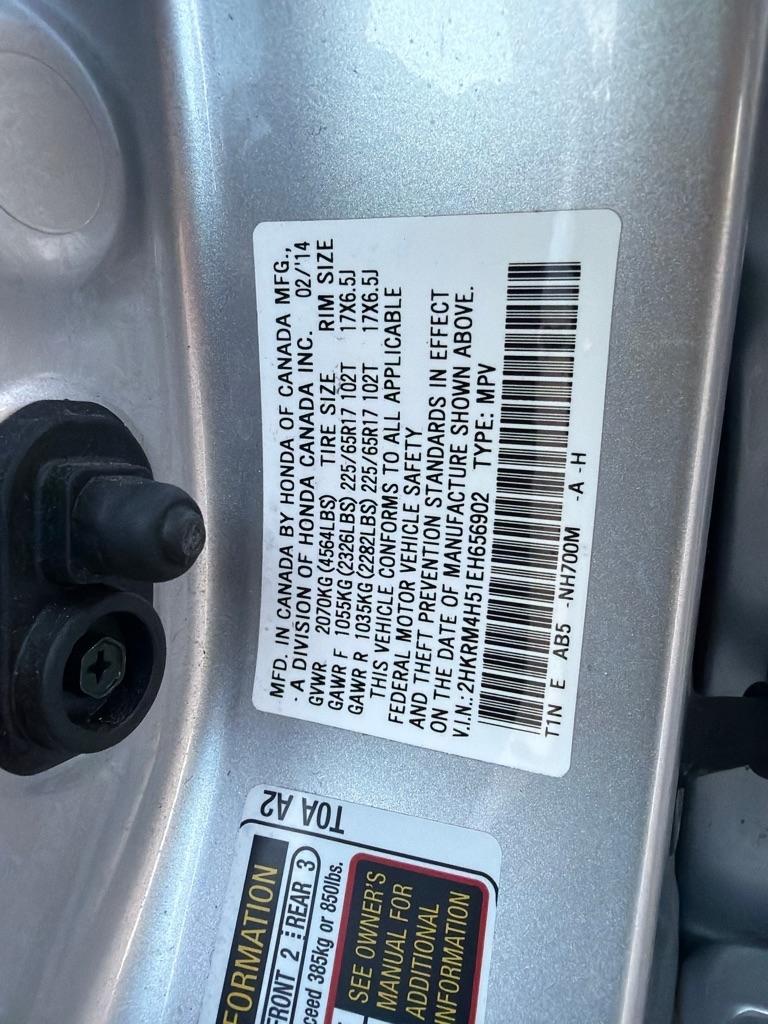 MFD. IN CANADA BY HONDA OF CANADA MFG.,
- A DIVISION OF HONDA CANADA INC. 02/'14
GVWR 2070KG (4564LBS) TIRE SIZE RIM SIZE
GAWR F 1055KG (2326LBS) 225/65R17 102T 17X6.5J
GAWR R 1035KG (2282LBS) 225/65R17 102T 17X6.5J
THIS VEHICLE CONFORMS TO ALL APPLICABLE
FEDERAL MOTOR VEHICLE SAFETY
AND THEFT PREVENTION STANDARDS IN EFFECT
ON THE DATE OF MANUFACTURE SHOWN ABOVE.
V.I.N.: 2HKRM4H51EH656902 TYPE: MPV
T1N E AB5 -NH700M -A -H
T0A A2
FORMATION
FRONT 2 REAR 3
ceed 385kg or 850lbs.
SEE OWNER'S
MANUAL FOR
ADDITIONAL
INFORMATION